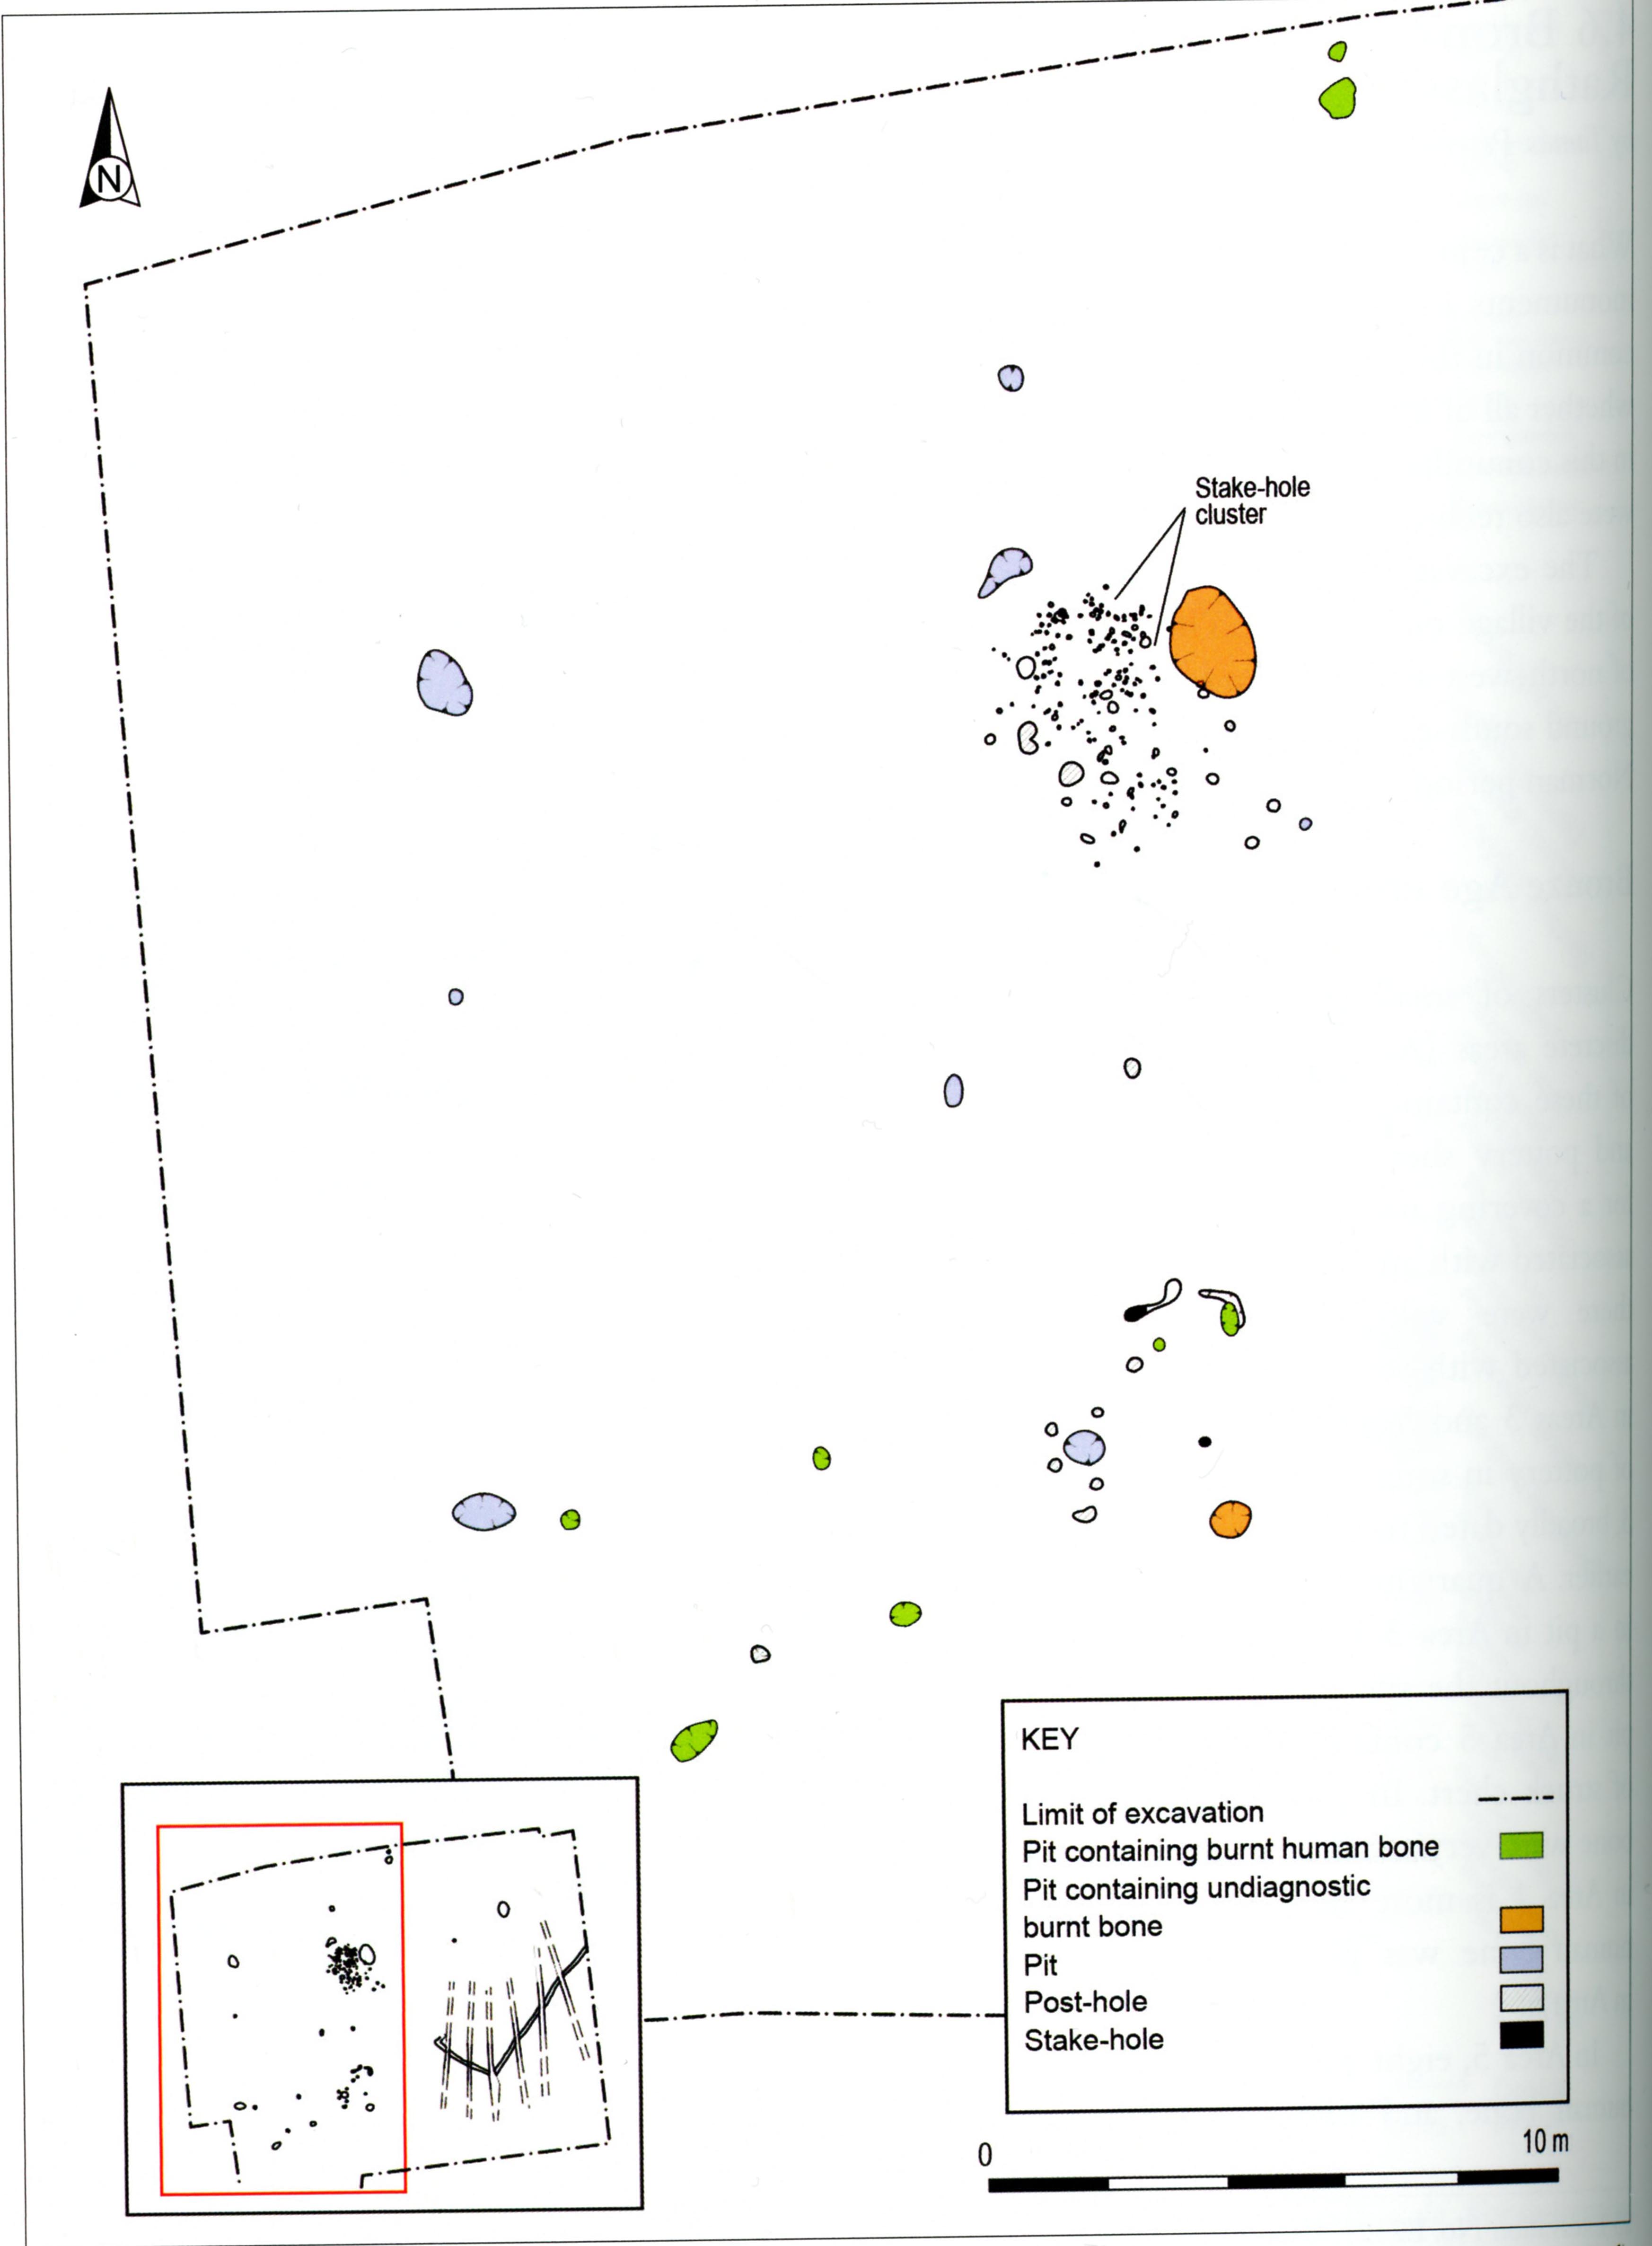 N
Stake-hole
cluster
KEY
Limit of excavation
Pit containing burnt human bone
Pit containing undiagnostic
burnt bone
Pit
Post-hole
Stake-hole
0
10 m